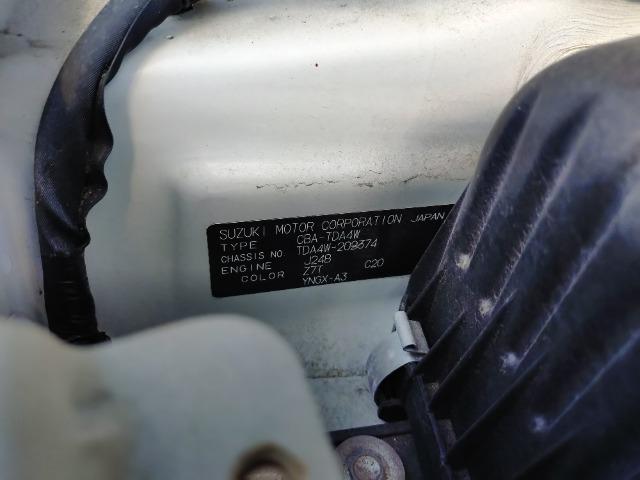 SUZUKI MOTOR CORPORATION JAPAN
TYPE CBA-TDA4W
CHASSIS NO. TDA4W-209374
ENGINE J24B
COLOR Z7T C20
YNGX-A3